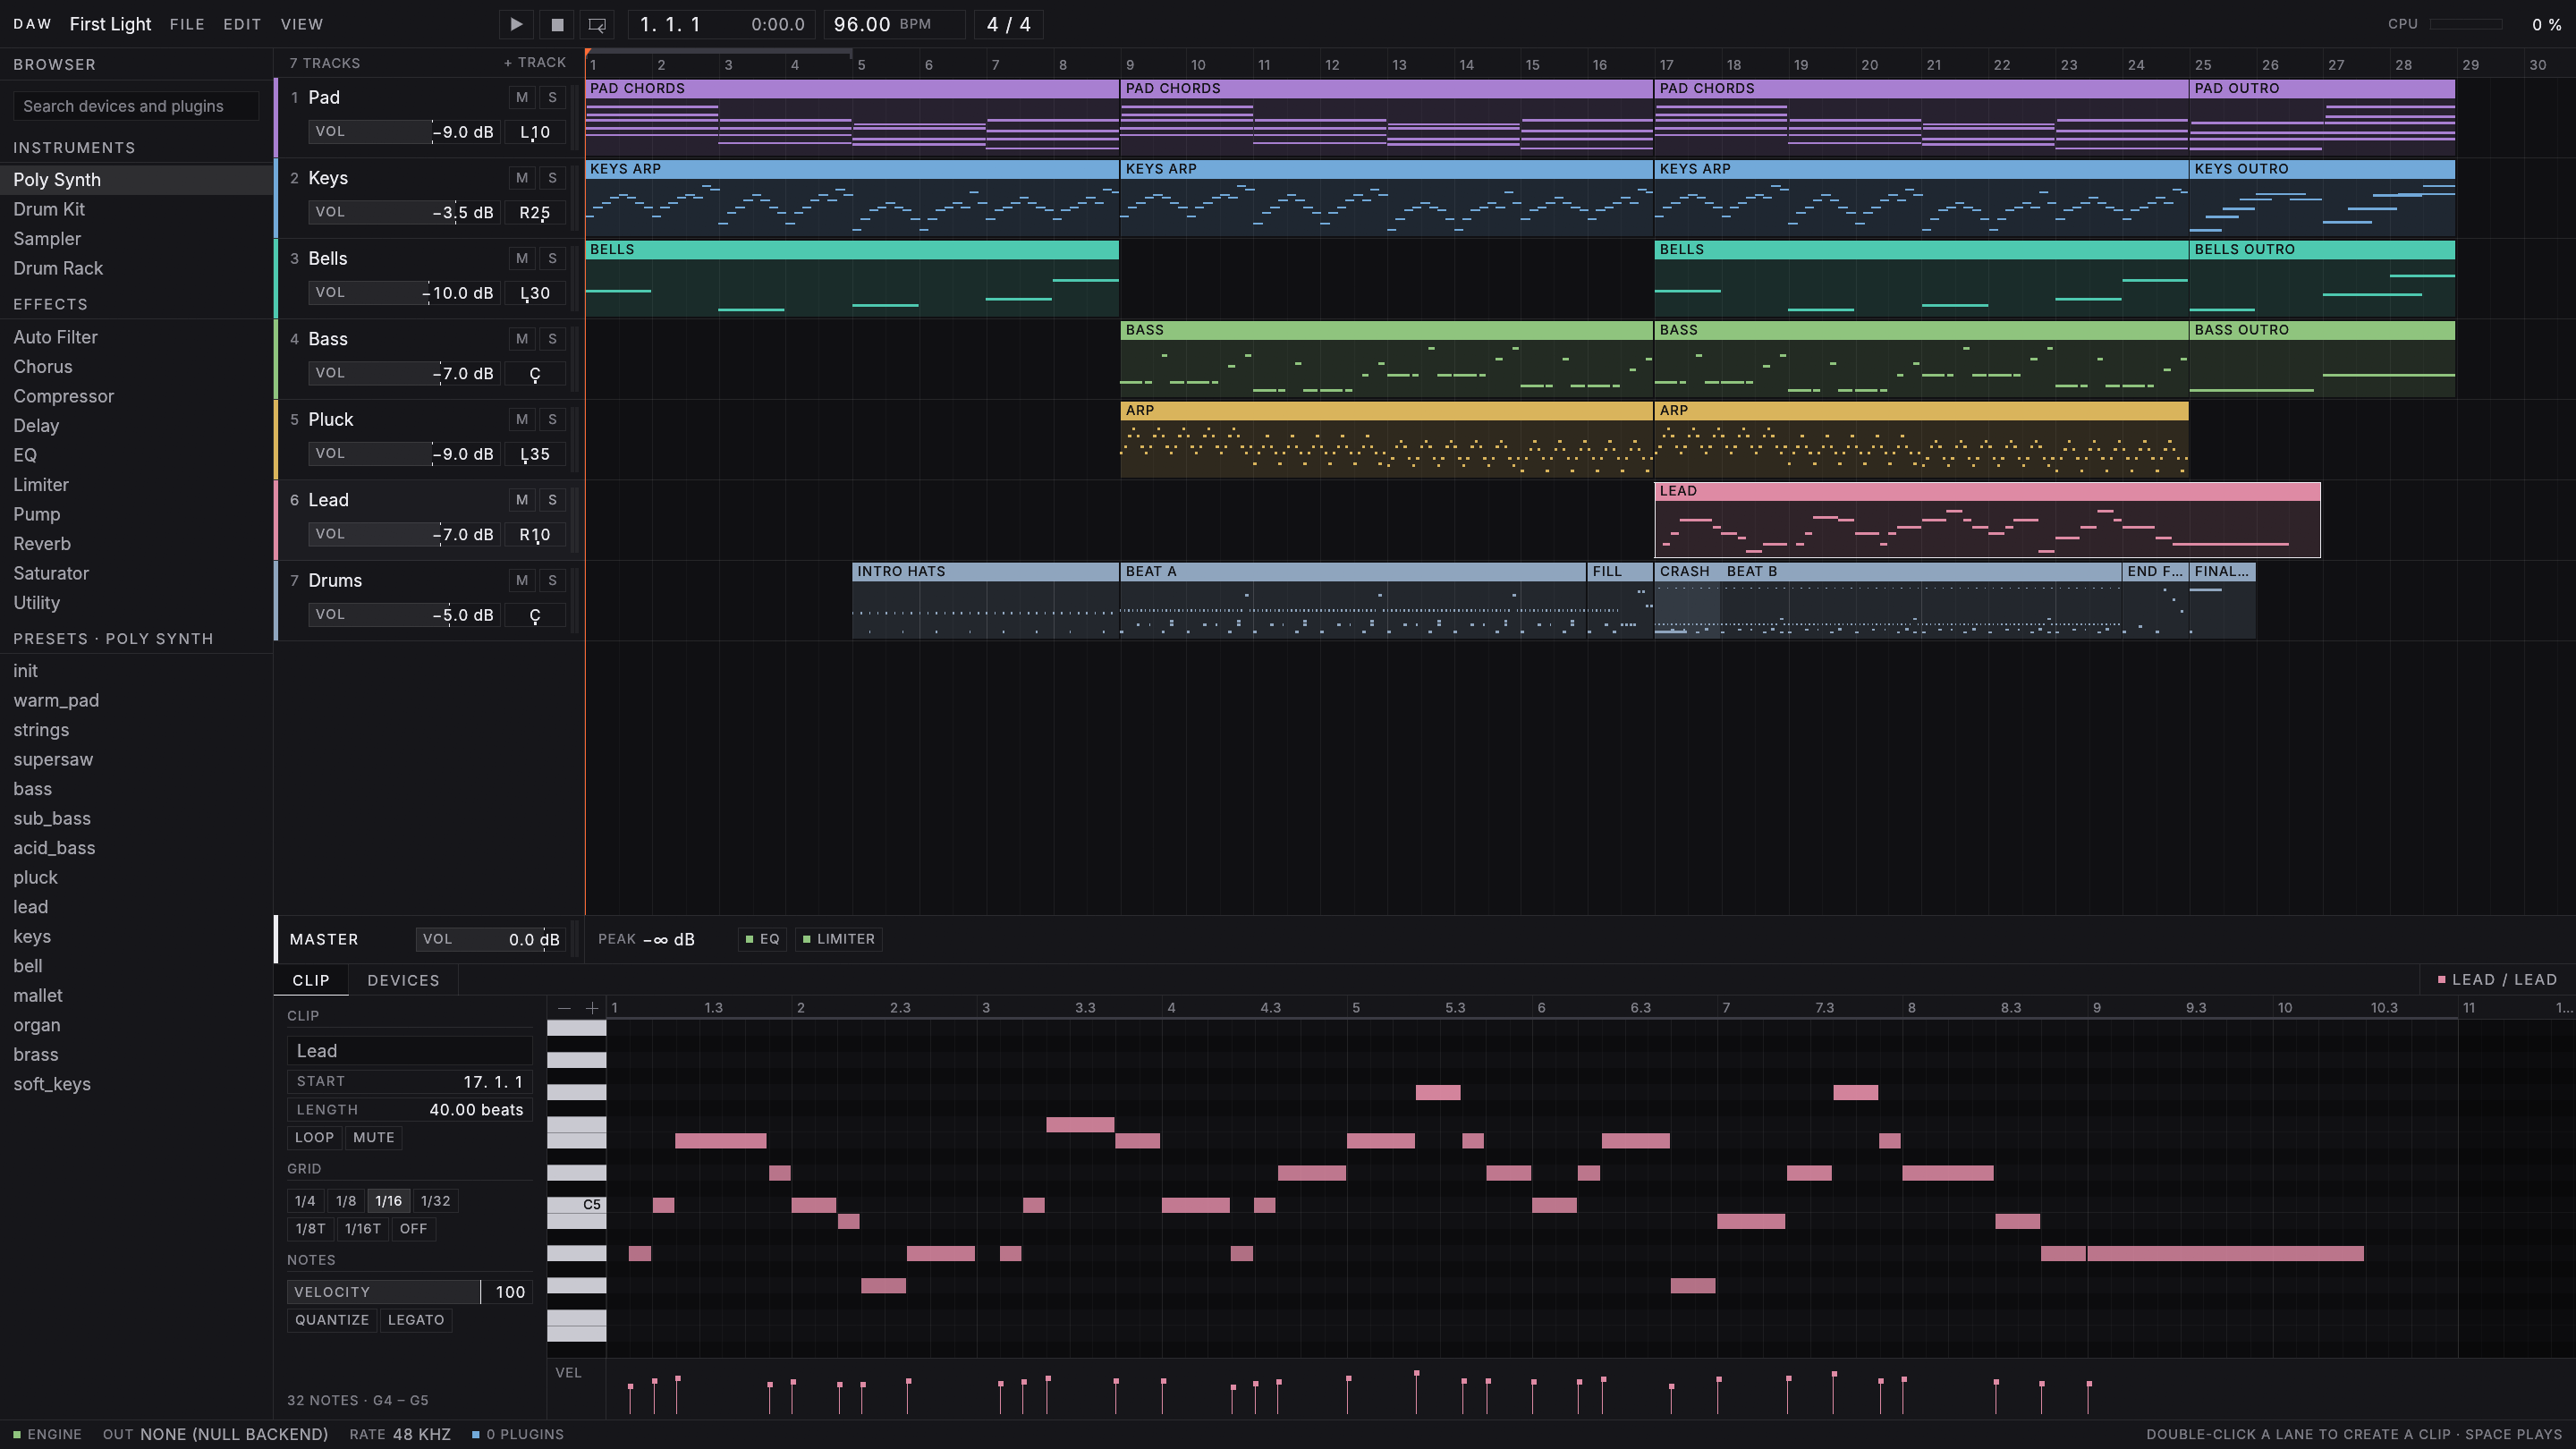 DAW First Light FILE EDIT VIEW 1. 1. 1 0:00.0 96.00 BPM 4 / 4 CPU 0 %
BROWSER
Search devices and plugins
INSTRUMENTS
Poly Synth
Drum Kit
Sampler
Drum Rack
EFFECTS
Auto Filter
Chorus
Compressor
Delay
EQ
Limiter
Pump
Reverb
Saturator
Utility
PRESETS · POLY SYNTH
init
warm_pad
strings
supersaw
bass
sub_bass
acid_bass
pluck
lead
keys
bell
mallet
organ
brass
soft_keys
7 TRACKS + TRACK
1 2 3 4 5 6 7 8 9 10 11 12 13 14 15 16 17 18 19 20 21 22 23 24 25 26 27 28 29 30
1 Pad M S
VOL −9.0 dB L10
PAD CHORDS PAD CHORDS PAD CHORDS PAD OUTRO
2 Keys M S
VOL −3.5 dB R25
KEYS ARP KEYS ARP KEYS ARP KEYS OUTRO
3 Bells M S
VOL −10.0 dB L30
BELLS BELLS BELLS OUTRO
4 Bass M S
VOL −7.0 dB C
BASS BASS BASS OUTRO
5 Pluck M S
VOL −9.0 dB L35
ARP ARP
6 Lead M S
VOL −7.0 dB R10
LEAD
7 Drums M S
VOL −5.0 dB C
INTRO HATS BEAT A FILL CRASH BEAT B END F... FINAL...
MASTER VOL 0.0 dB PEAK −∞ dB EQ LIMITER
CLIP DEVICES LEAD / LEAD
CLIP
Lead
START 17. 1. 1
LENGTH 40.00 beats
LOOP MUTE
GRID
1/4 1/8 1/16 1/32
1/8T 1/16T OFF
NOTES
VELOCITY 100
QUANTIZE LEGATO
32 NOTES · G4 – G5
− + 1 1.3 2 2.3 3 3.3 4 4.3 5 5.3 6 6.3 7 7.3 8 8.3 9 9.3 10 10.3 11 1...
C5
VEL
ENGINE OUT NONE (NULL BACKEND) RATE 48 KHZ 0 PLUGINS DOUBLE-CLICK A LANE TO CREATE A CLIP · SPACE PLAYS